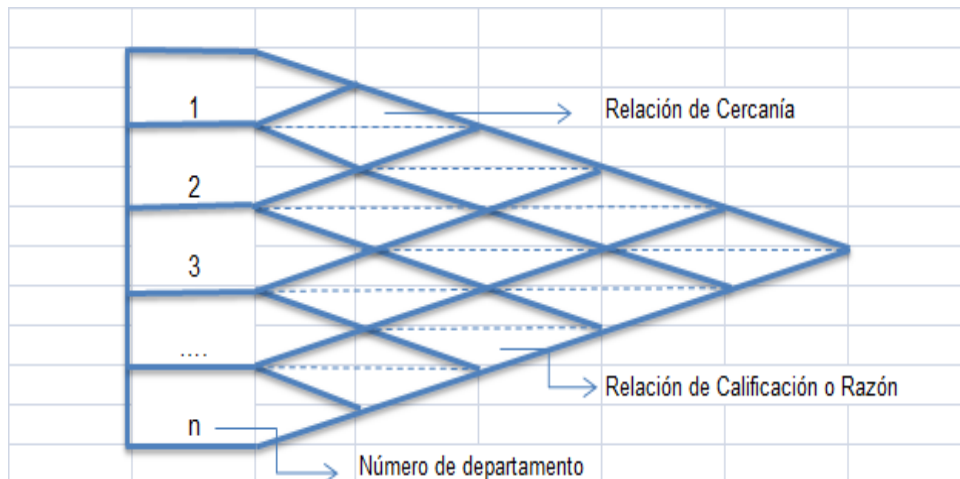 1
Relación de Cercanía
2
3
....
Relación de Calificación o Razón
n
Número de departamento